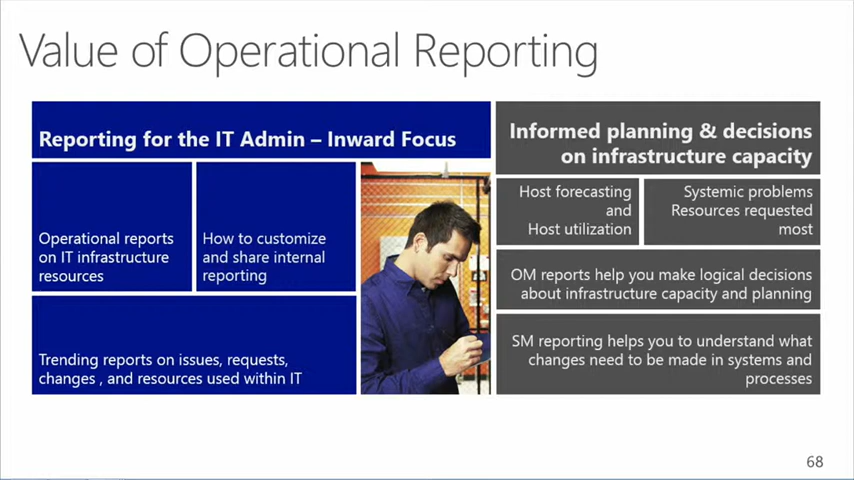 Value of Operational Reporting
Reporting for the IT Admin – Inward Focus
Operational reports
on IT infrastructure
resources
How to customize
and share internal
reporting
Trending reports on issues, requests,
changes , and resources used within IT
Informed planning & decisions
on infrastructure capacity
Host forecasting
and
Host utilization
Systemic problems
Resources requested
most
OM reports help you make logical decisions
about infrastructure capacity and planning
SM reporting helps you to understand what
changes need to be made in systems and
processes
68